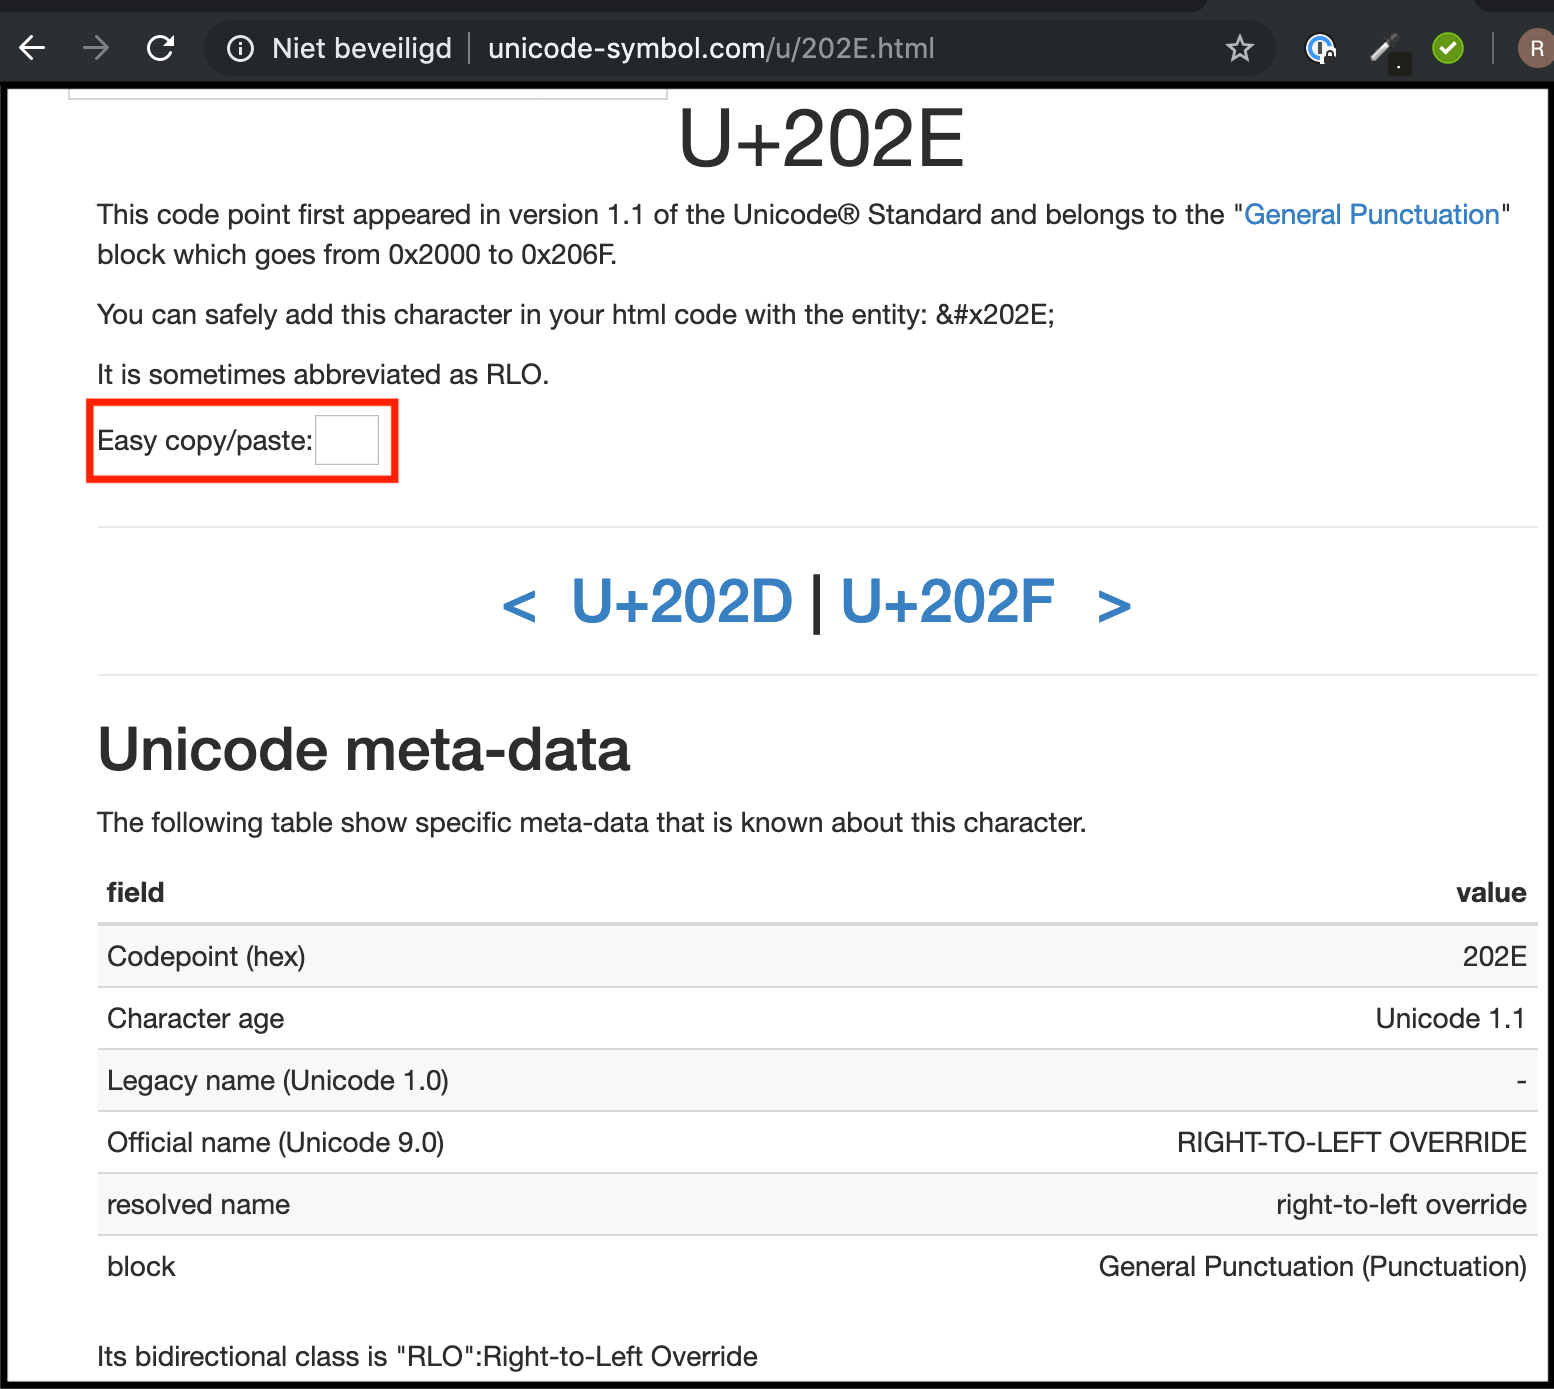 Niet beveiligd | unicode-symbol.com/u/202E.html
R
U+202E
This code point first appeared in version 1.1 of the Unicode® Standard and belongs to the "General Punctuation"
block which goes from 0x2000 to 0x206F.
You can safely add this character in your html code with the entity: &#x202E;
It is sometimes abbreviated as RLO.
Easy copy/paste:
< U+202D | U+202F >
Unicode meta-data
The following table show specific meta-data that is known about this character.
field value
Codepoint (hex) 202E
Character age Unicode 1.1
Legacy name (Unicode 1.0) -
Official name (Unicode 9.0) RIGHT-TO-LEFT OVERRIDE
resolved name right-to-left override
block General Punctuation (Punctuation)
Its bidirectional class is "RLO":Right-to-Left Override